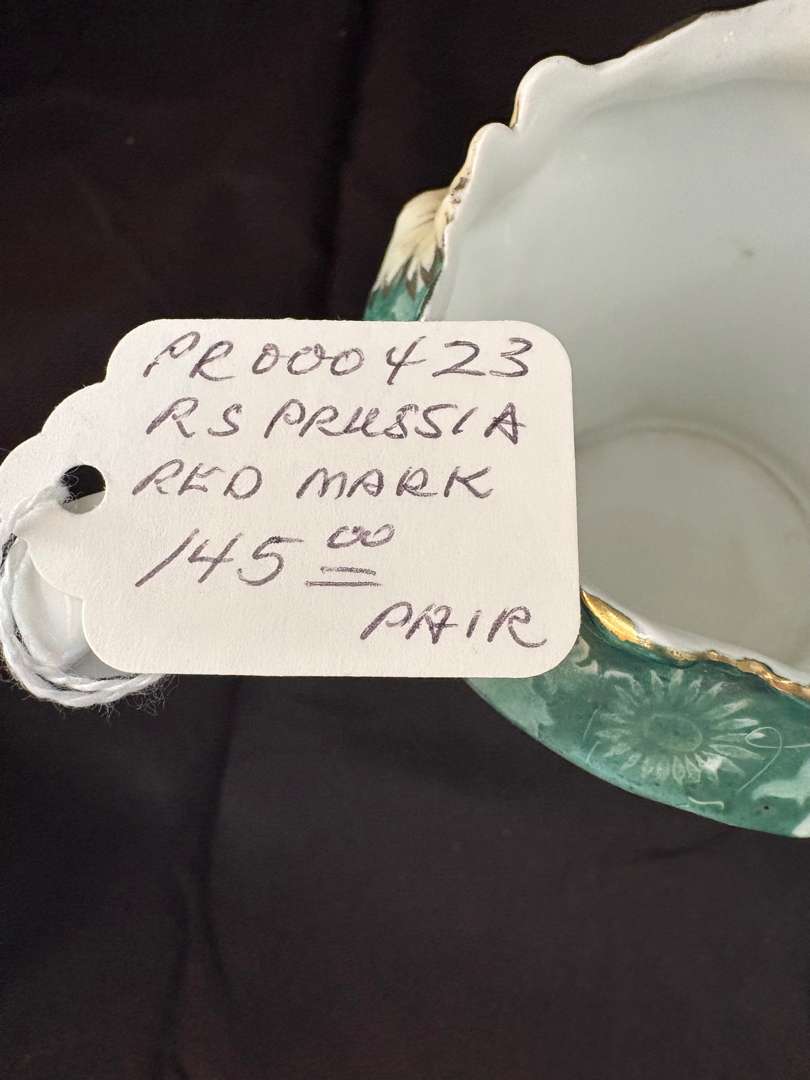 PR000423
RS PRUSSIA
RED MARK
145 00
PAIR